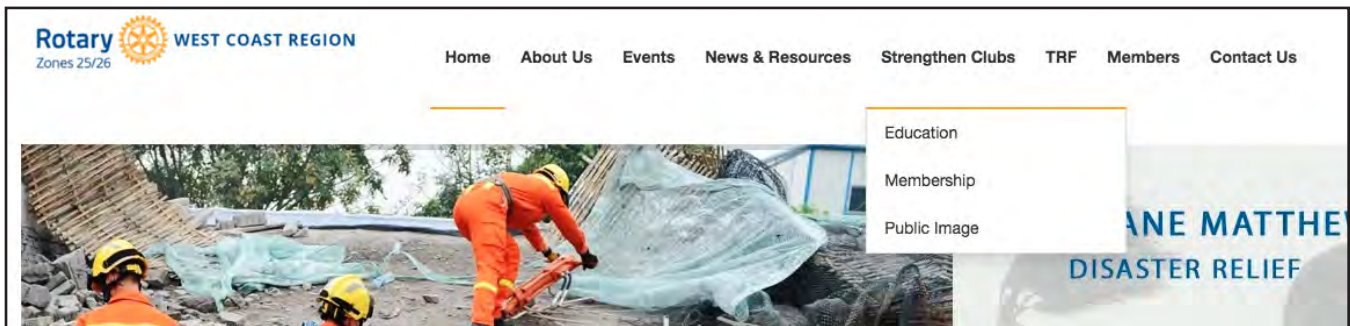 Rotary WEST COAST REGION
Zones 25/26
Home About Us Events News & Resources Strengthen Clubs TRF Members Contact Us
Education
Membership
Public Image
DISASTER RELIEF